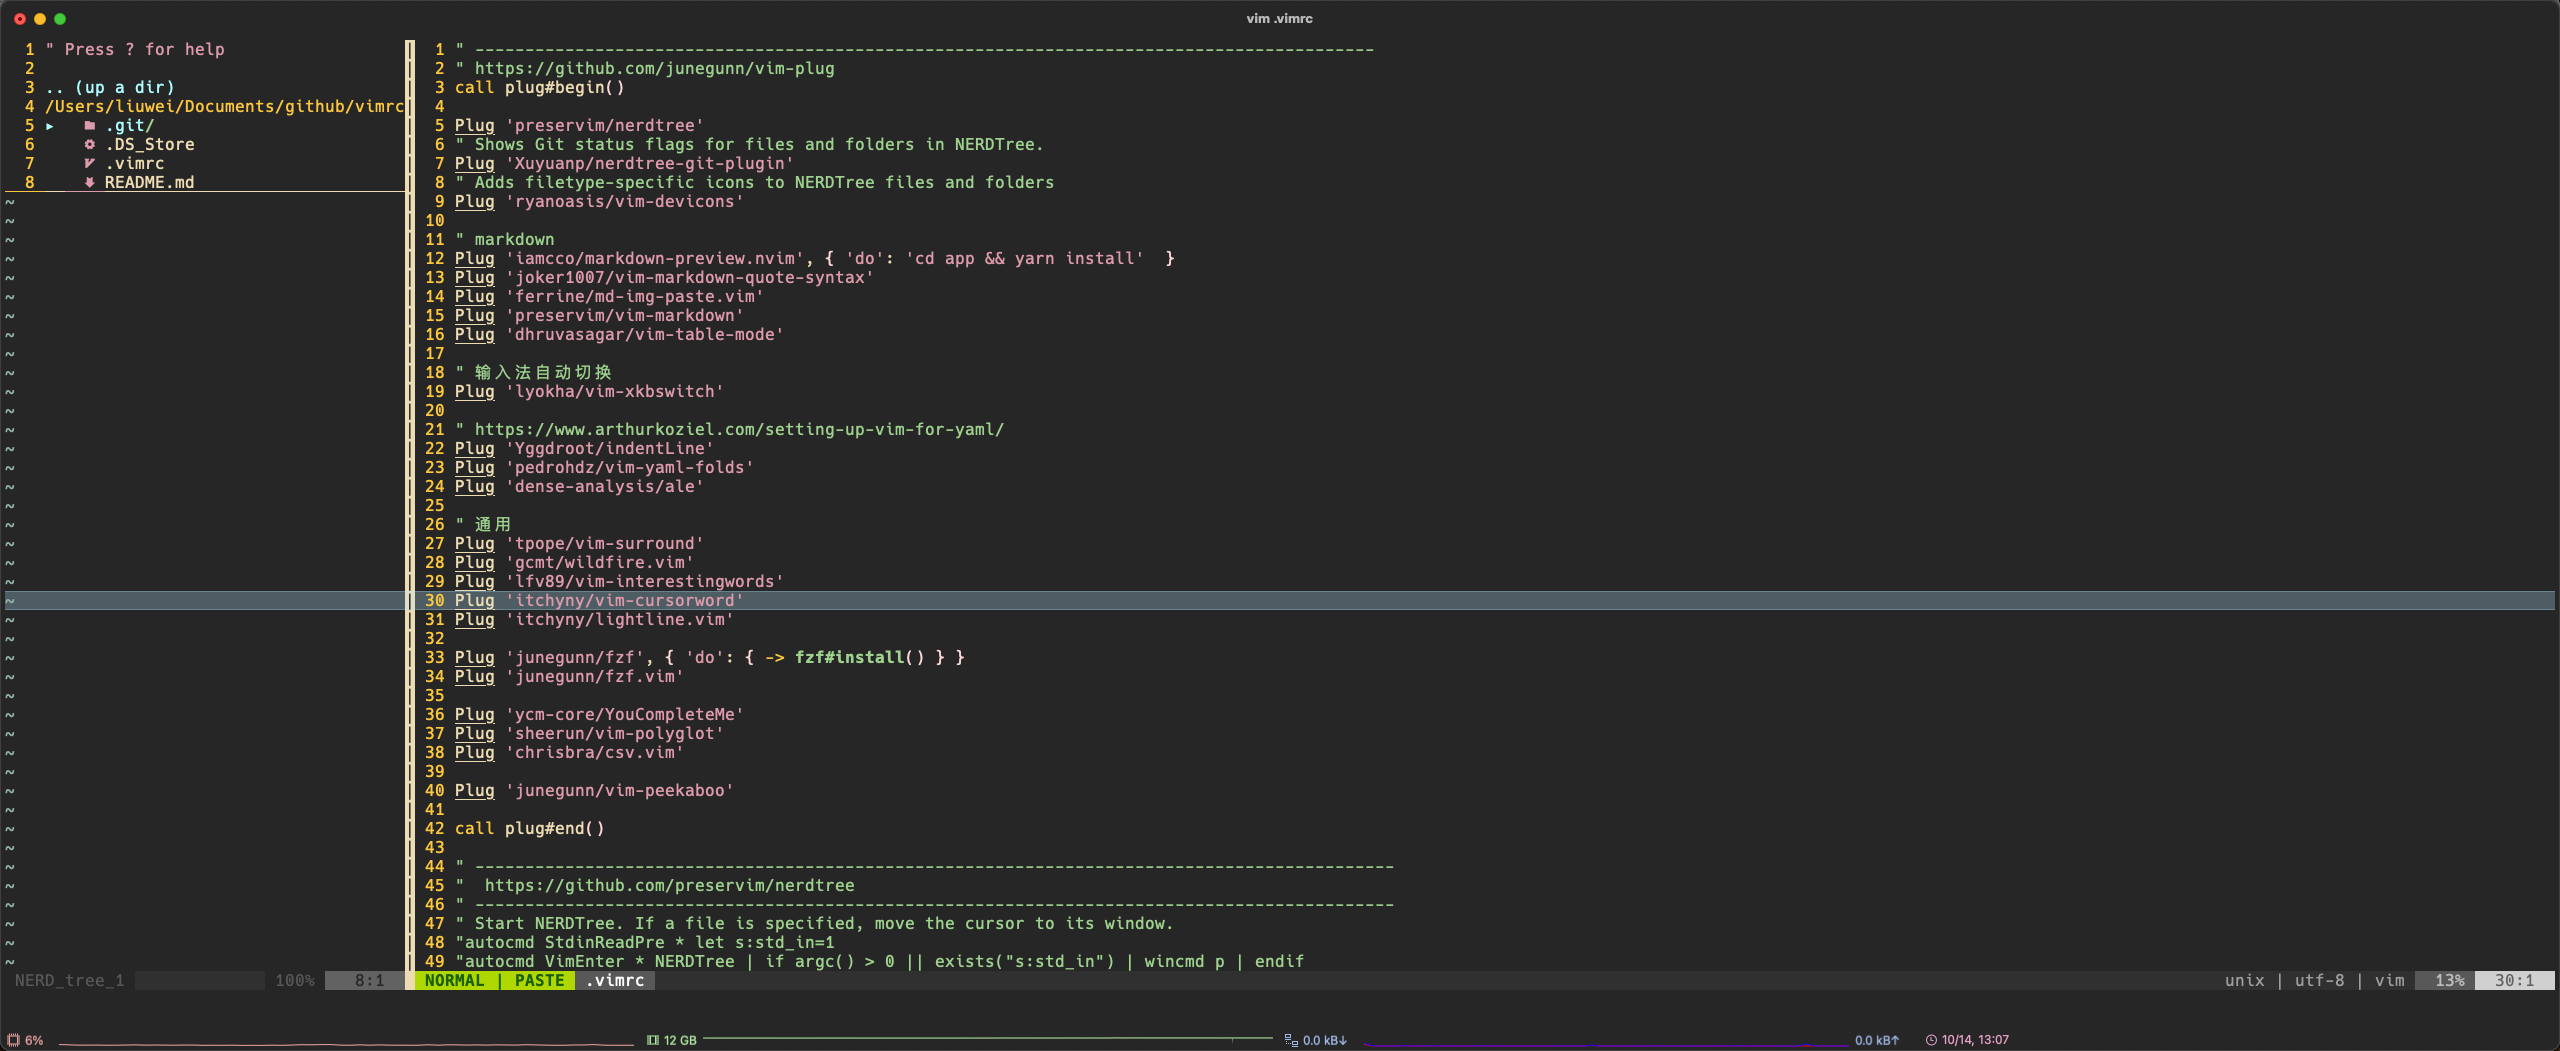 vim .vimrc
1 " Press ? for help
2
3 .. (up a dir)
4 /Users/liuwei/Documents/github/vimrc
5 ▸ .git/
6 .DS_Store
7 .vimrc
8 README.md
1 " ------------------------------------------------------------------------------------------
2 " https://github.com/junegunn/vim-plug
3 call plug#begin()
4
5 Plug 'preservim/nerdtree'
6 " Shows Git status flags for files and folders in NERDTree.
7 Plug 'Xuyuanp/nerdtree-git-plugin'
8 " Adds filetype-specific icons to NERDTree files and folders
9 Plug 'ryanoasis/vim-devicons'
10
11 " markdown
12 Plug 'iamcco/markdown-preview.nvim', { 'do': 'cd app && yarn install'  }
13 Plug 'joker1007/vim-markdown-quote-syntax'
14 Plug 'ferrine/md-img-paste.vim'
15 Plug 'preservim/vim-markdown'
16 Plug 'dhruvasagar/vim-table-mode'
17
18 " 输入法自动切换
19 Plug 'lyokha/vim-xkbswitch'
20
21 " https://www.arthurkoziel.com/setting-up-vim-for-yaml/
22 Plug 'Yggdroot/indentLine'
23 Plug 'pedrohdz/vim-yaml-folds'
24 Plug 'dense-analysis/ale'
25
26 " 通用
27 Plug 'tpope/vim-surround'
28 Plug 'gcmt/wildfire.vim'
29 Plug 'lfv89/vim-interestingwords'
30 Plug 'itchyny/vim-cursorword'
31 Plug 'itchyny/lightline.vim'
32
33 Plug 'junegunn/fzf', { 'do': { -> fzf#install() } }
34 Plug 'junegunn/fzf.vim'
35
36 Plug 'ycm-core/YouCompleteMe'
37 Plug 'sheerun/vim-polyglot'
38 Plug 'chrisbra/csv.vim'
39
40 Plug 'junegunn/vim-peekaboo'
41
42 call plug#end()
43
44 " --------------------------------------------------------------------------------------------
45 "  https://github.com/preservim/nerdtree
46 " --------------------------------------------------------------------------------------------
47 " Start NERDTree. If a file is specified, move the cursor to its window.
48 "autocmd StdinReadPre * let s:std_in=1
49 "autocmd VimEnter * NERDTree | if argc() > 0 || exists("s:std_in") | wincmd p | endif
NERD_tree_1 100% 8:1 NORMAL | PASTE .vimrc unix | utf-8 | vim 13% 30:1
6% 12 GB 0.0 kB↓ 0.0 kB↑ 10/14, 13:07